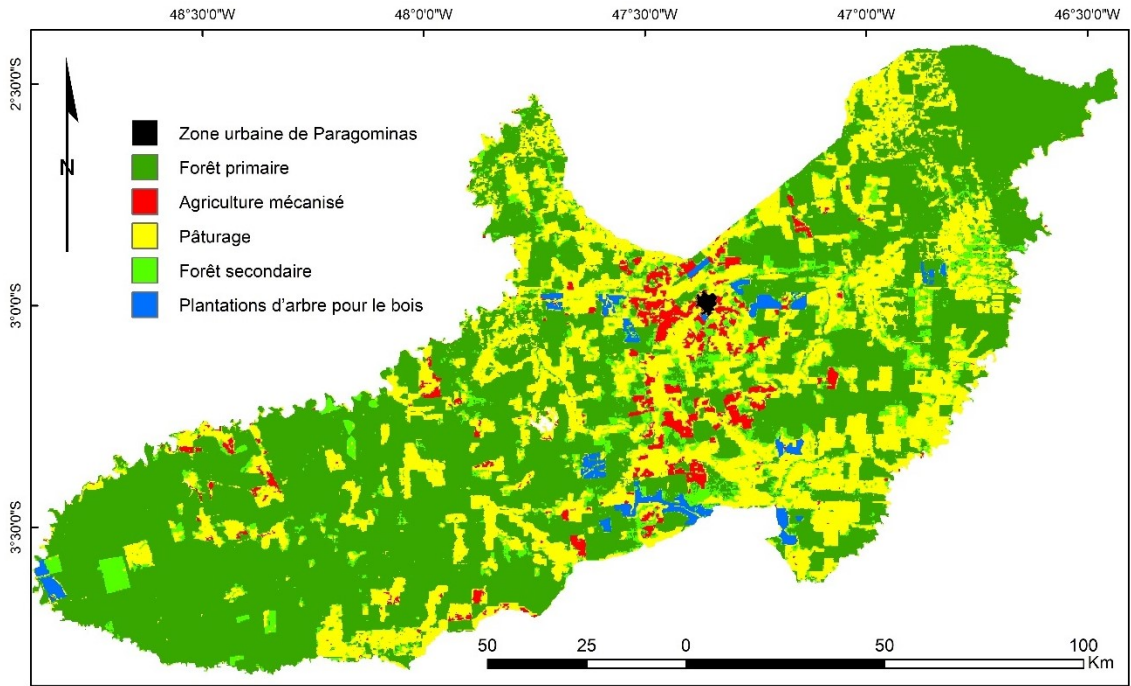 48°30'0"W 48°0'0"W 47°30'0"W 47°0'0"W 46°30'0"W
2°30'0"S
N
Zone urbaine de Paragominas
Forêt primaire
Agriculture mécanisé
Pâturage
Forêt secondaire
Plantations d'arbre pour le bois
3°0'0"S
3°30'0"S
50 25 0 50 100
Km